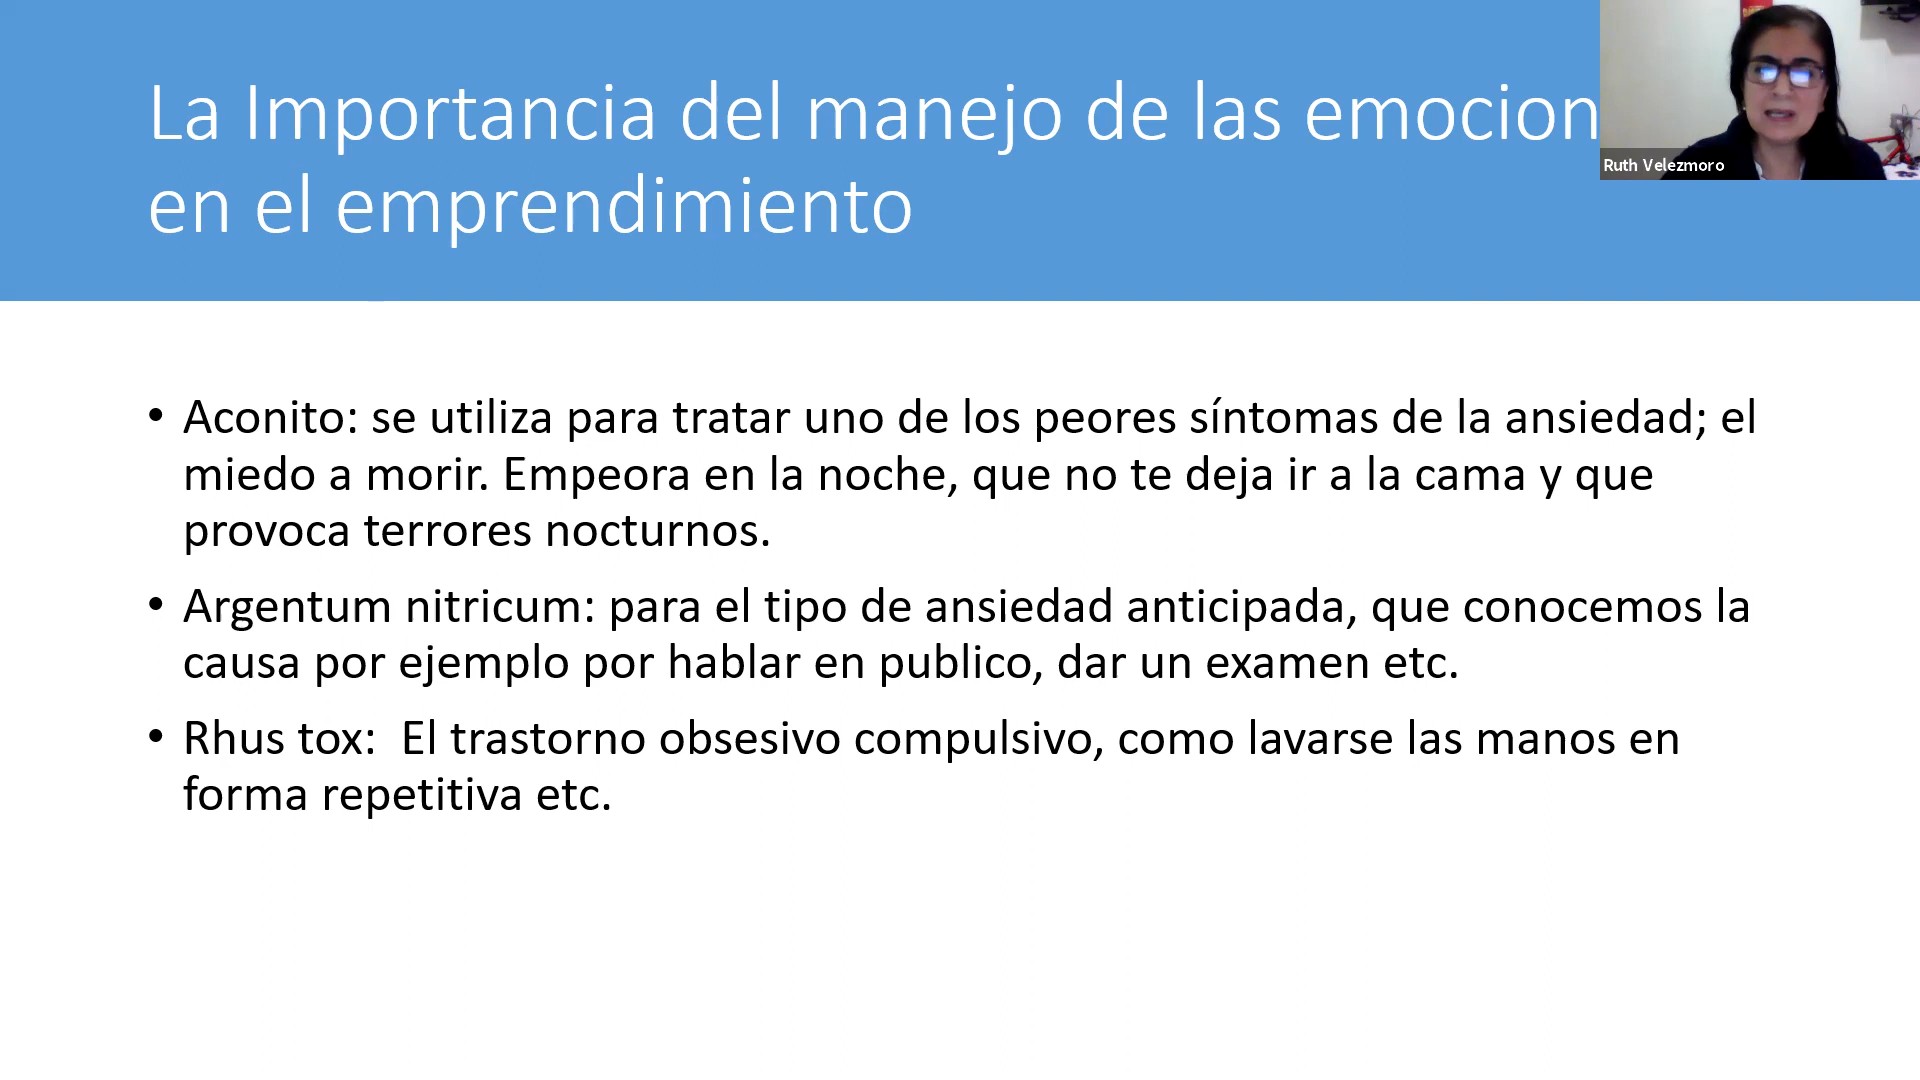 La Importancia del manejo de las emocion
en el emprendimiento
Ruth Velezmoro
• Aconito: se utiliza para tratar uno de los peores síntomas de la ansiedad; el
miedo a morir. Empeora en la noche, que no te deja ir a la cama y que
provoca terrores nocturnos.
• Argentum nitricum: para el tipo de ansiedad anticipada, que conocemos la
causa por ejemplo por hablar en publico, dar un examen etc.
• Rhus tox:  El trastorno obsesivo compulsivo, como lavarse las manos en
forma repetitiva etc.